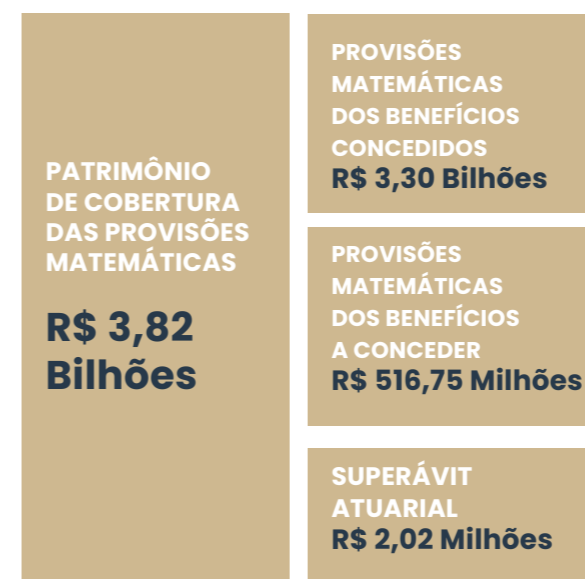 PATRIMÔNIO
DE COBERTURA
DAS PROVISÕES
MATEMÁTICAS
R$ 3,82
Bilhões
PROVISÕES
MATEMÁTICAS
DOS BENEFÍCIOS
CONCEDIDOS
R$ 3,30 Bilhões
PROVISÕES
MATEMÁTICAS
DOS BENEFÍCIOS
A CONCEDER
R$ 516,75 Milhões
SUPERÁVIT
ATUARIAL
R$ 2,02 Milhões